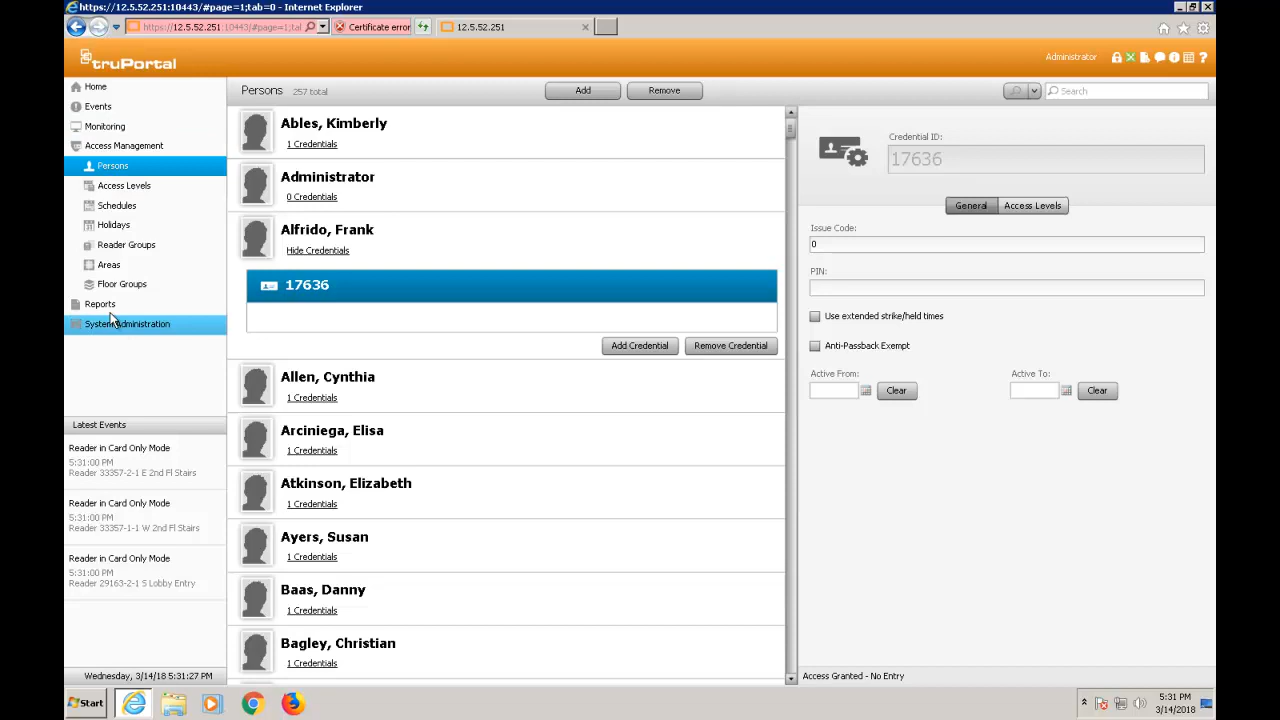 https://12.5.52.251:10443/#page=1;tab=0 - Internet Explorer
https://12.5.52.251:10443/#page=1;tal
Certificate error
12.5.52.251
truPortal
Administrator
Home
Events
Monitoring
Access Management
Persons
Access Levels
Schedules
Holidays
Reader Groups
Areas
Floor Groups
Reports
System Administration
Latest Events
Reader in Card Only Mode
5:31:00 PM
Reader 33357-2-1 E 2nd Fl Stairs
Reader in Card Only Mode
5:31:00 PM
Reader 33357-1-1 W 2nd Fl Stairs
Reader in Card Only Mode
5:31:00 PM
Reader 29163-2-1 S Lobby Entry
Wednesday, 3/14/18 5:31:27 PM
Persons 257 total
Add
Remove
Search
Ables, Kimberly
1 Credentials
Administrator
0 Credentials
Alfrido, Frank
Hide Credentials
17636
Add Credential
Remove Credential
Allen, Cynthia
1 Credentials
Arciniega, Elisa
1 Credentials
Atkinson, Elizabeth
1 Credentials
Ayers, Susan
1 Credentials
Baas, Danny
1 Credentials
Bagley, Christian
1 Credentials
Credential ID:
17636
General
Access Levels
Issue Code:
0
PIN:
Use extended strike/held times
Anti-Passback Exempt
Active From:
Clear
Active To:
Clear
Access Granted - No Entry
Start
5:31 PM
3/14/2018